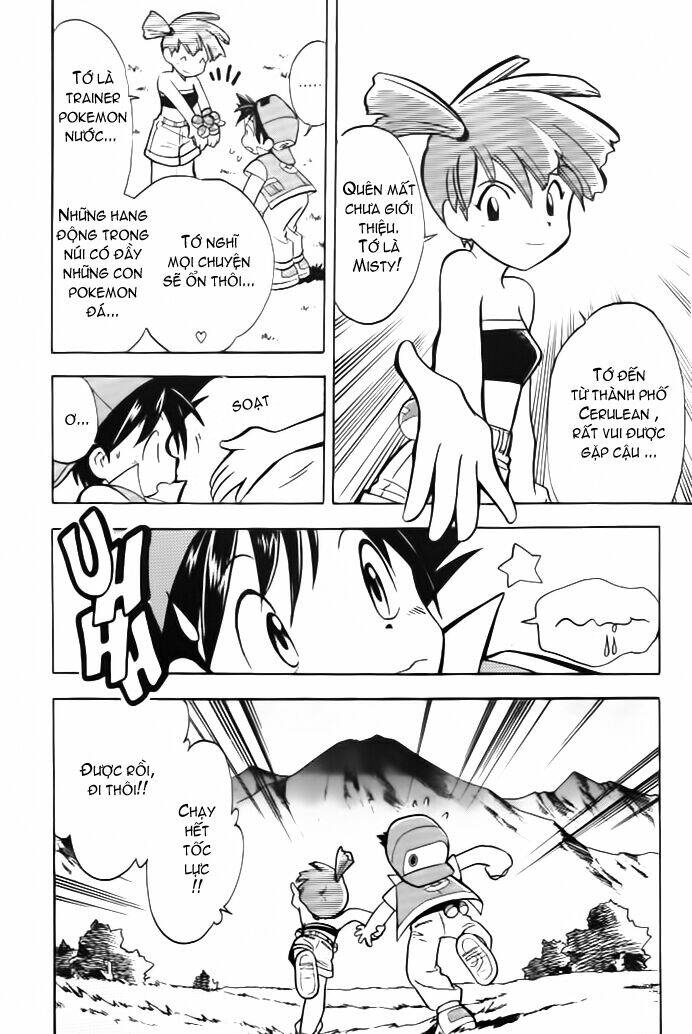 Quên mất
chưa giới
thiệu.
Tớ là
Misty!
Tớ đến
từ thành phố
Cerulean ,
rất vui được
gặp cậu ...
......
Tớ là
trainer
Pokemon
nước...
Những hang
động trong
núi có đầy
những con
Pokemon
đá...
Tớ nghĩ
mọi chuyện
sẽ ổn thôi.
♡
soạt
Ơ...
UH
HA
Được rồi,
đi thôi!!
Chạy
hết
tốc
lực
!!